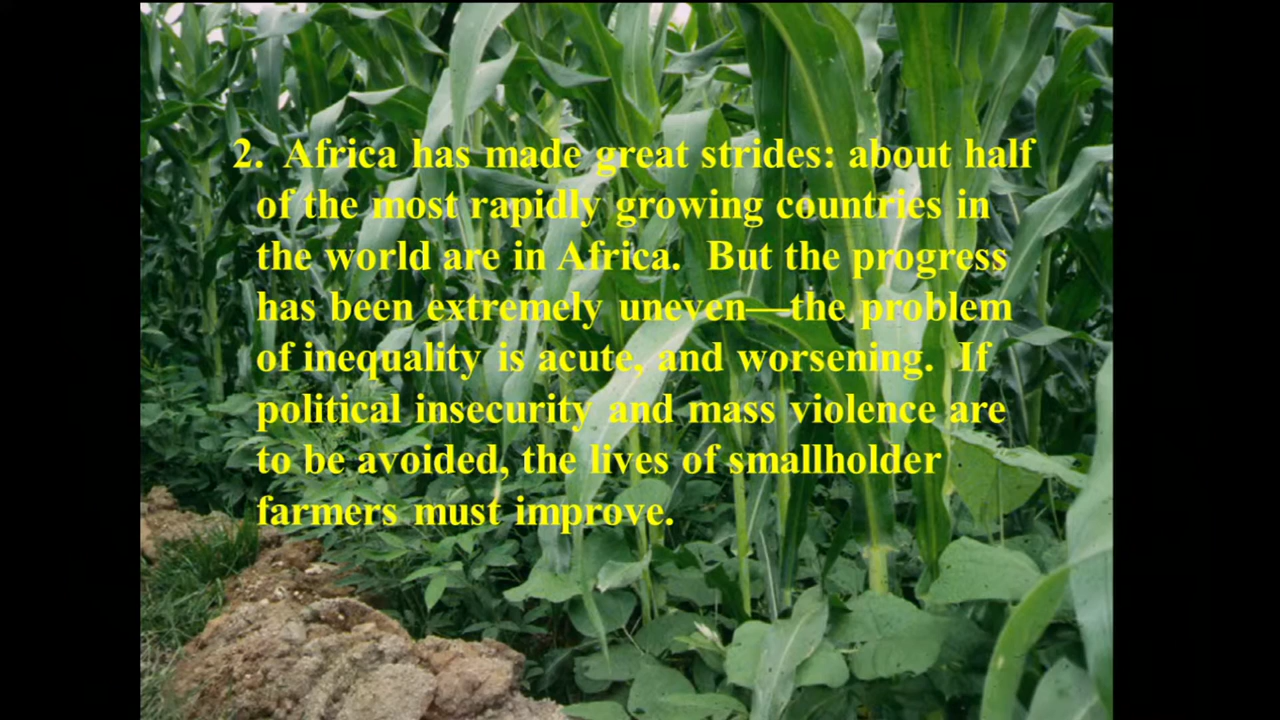 2. Africa has made great strides: about half
of the most rapidly growing countries in
the world are in Africa. But the progress
has been extremely uneven—the problem
of inequality is acute, and worsening. If
political insecurity and mass violence are
to be avoided, the lives of smallholder
farmers must improve.